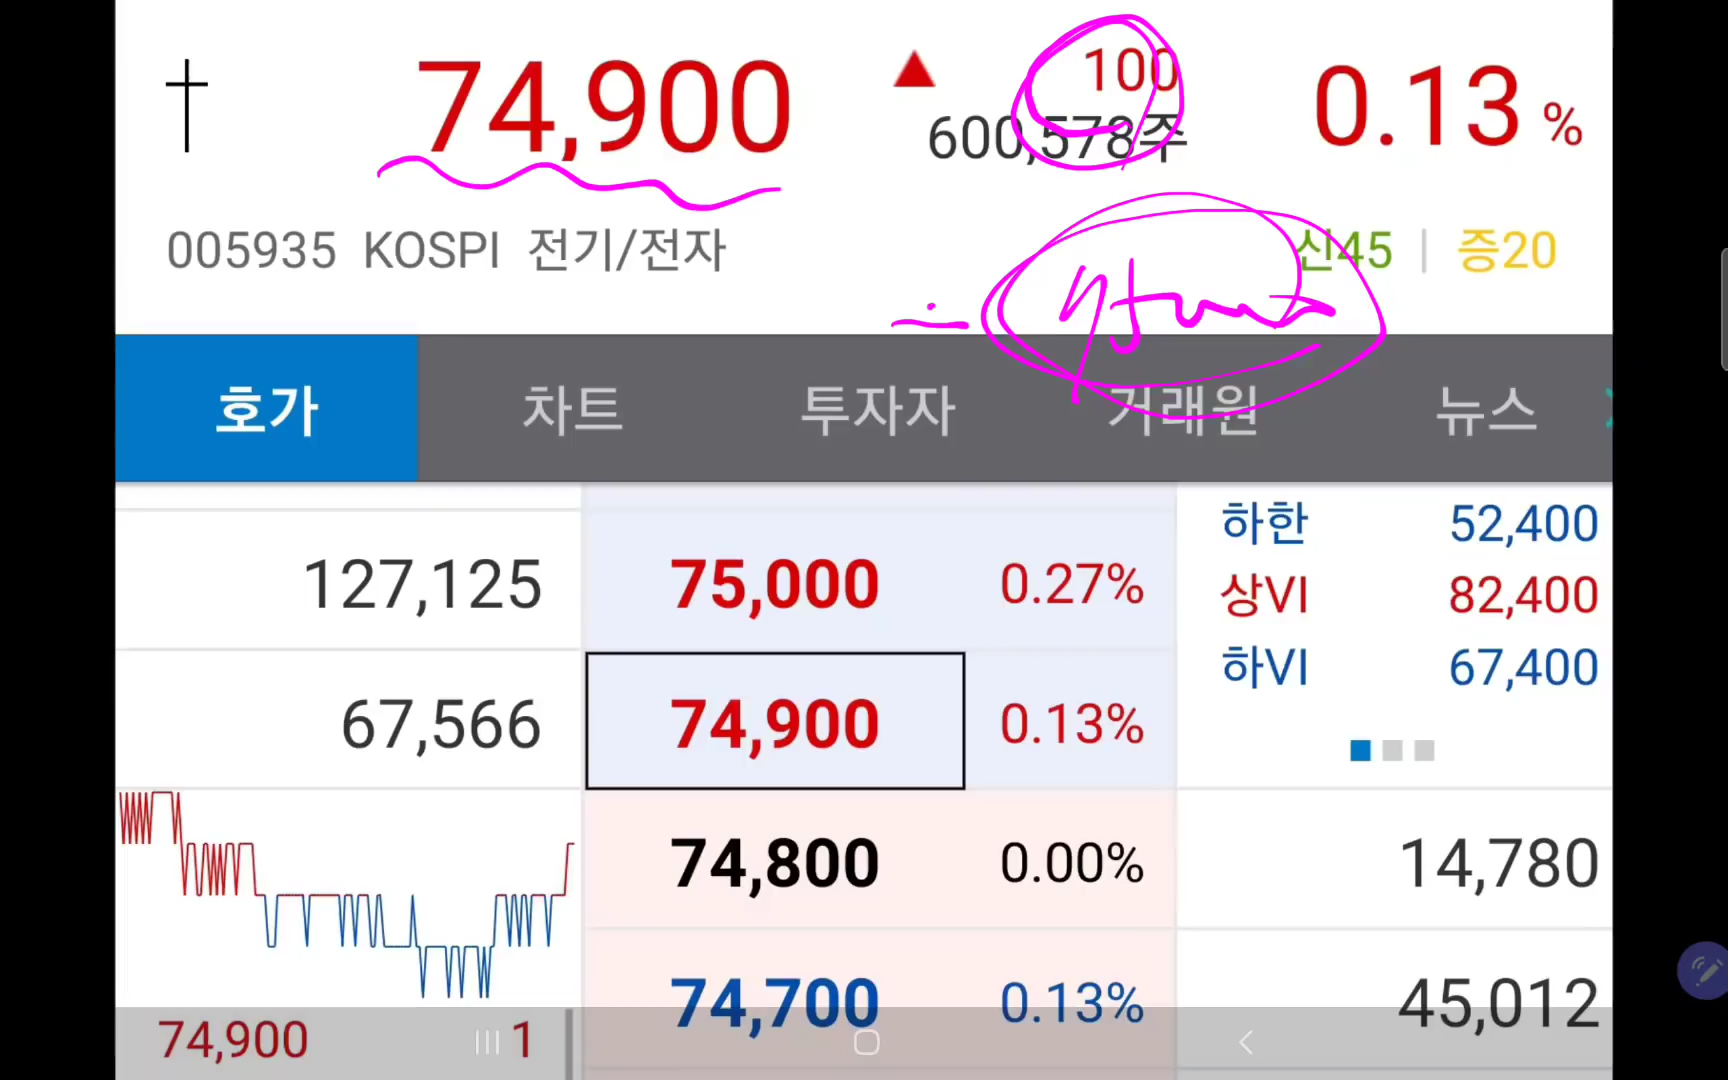 74,900 ▲ 100 0.13 %
600,578주
005935 KOSPI 전기/전자 신45 | 증20
호가 차트 투자자 거래원 뉴스
하한 52,400
127,125 75,000 0.27% 상VI 82,400
하VI 67,400
67,566 74,900 0.13%
74,800 0.00% 14,780
74,700 0.13% 45,012
74,900 1